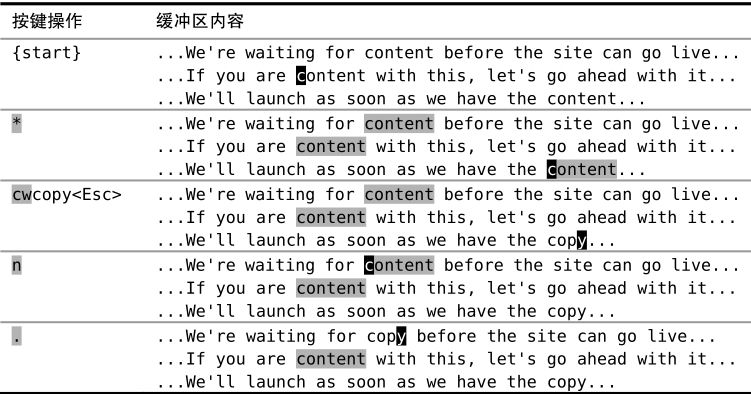 按键操作 缓冲区内容
{start} ...We're waiting for content before the site can go live...
...If you are content with this, let's go ahead with it...
...We'll launch as soon as we have the content...
* ...We're waiting for content before the site can go live...
...If you are content with this, let's go ahead with it...
...We'll launch as soon as we have the content...
cwcopy<Esc> ...We're waiting for content before the site can go live...
...If you are content with this, let's go ahead with it...
...We'll launch as soon as we have the copy...
n ...We're waiting for content before the site can go live...
...If you are content with this, let's go ahead with it...
...We'll launch as soon as we have the copy...
. ...We're waiting for copy before the site can go live...
...If you are content with this, let's go ahead with it...
...We'll launch as soon as we have the copy...